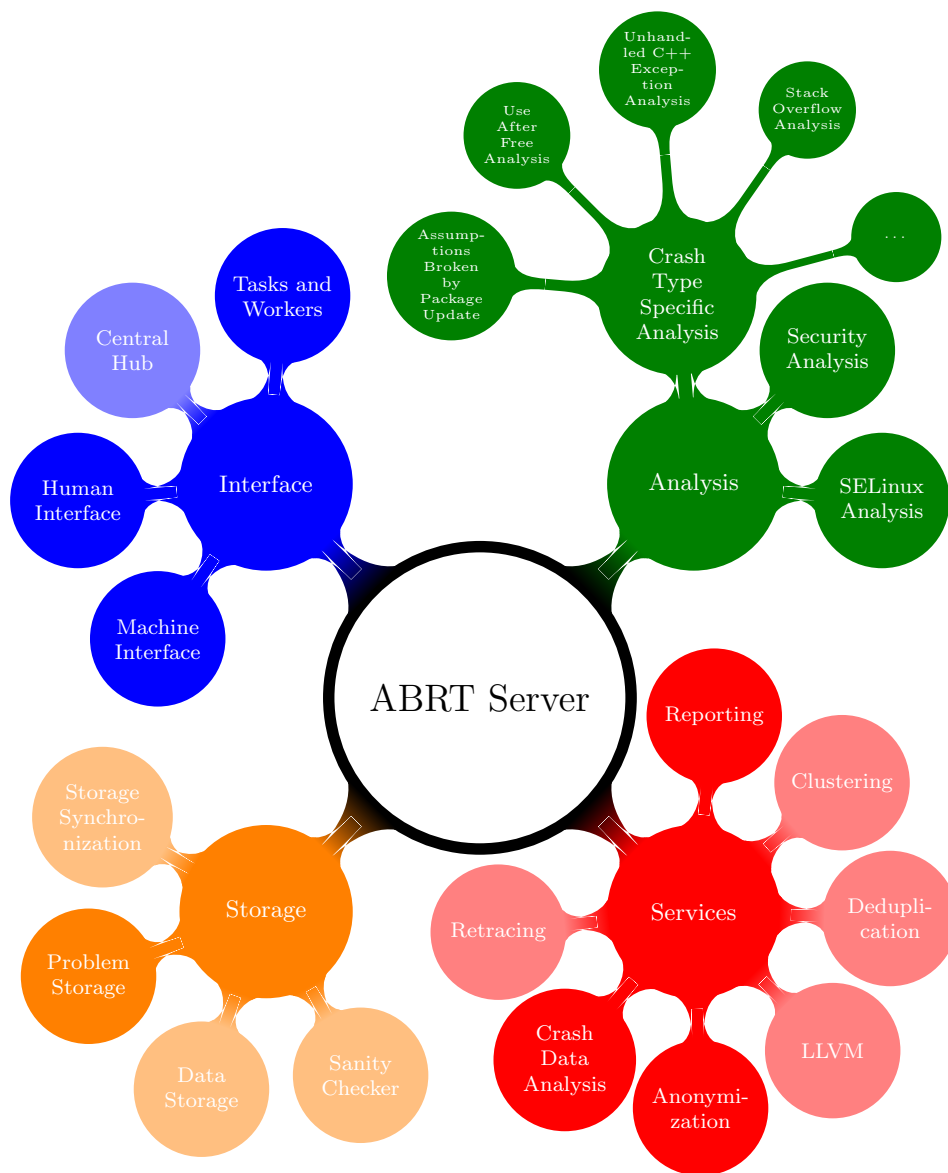 ABRT Server
Interface
Tasks and
Workers
Central
Hub
Human
Interface
Machine
Interface
Analysis
Crash
Type
Specific
Analysis
Assump-
tions
Broken
by
Package
Update
Use
After
Free
Analysis
Unhand-
led C++
Excep-
tion
Analysis
Stack
Overflow
Analysis
. . .
Security
Analysis
SELinux
Analysis
Storage
Storage
Synchro-
nization
Problem
Storage
Data
Storage
Sanity
Checker
Services
Reporting
Clustering
Dedupli-
cation
LLVM
Anonymi-
zation
Crash
Data
Analysis
Retracing